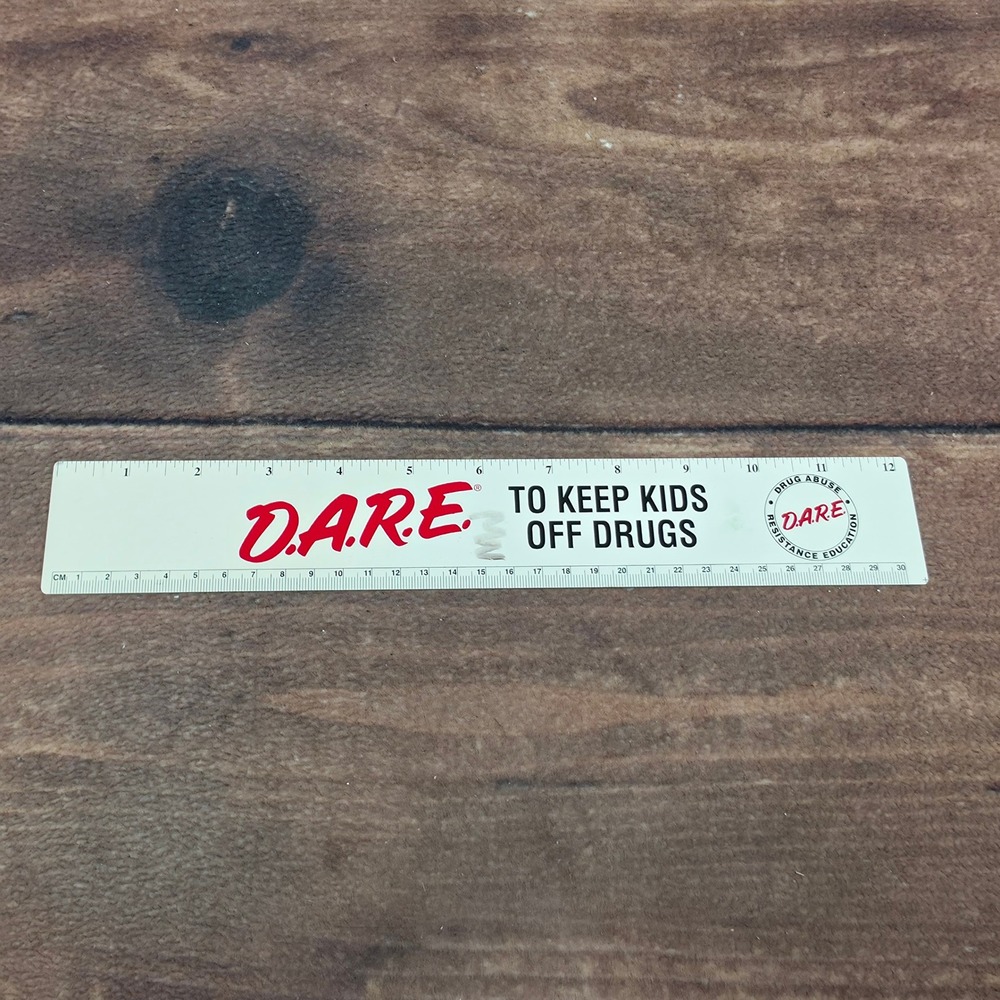 1 2 3 4 5 6 7 8 9 10 11 12
D.A.R.E.®
TO KEEP KIDS
OFF DRUGS
DRUG ABUSE
D.A.R.E.
RESISTANCE EDUCATION
CM 1 2 3 4 5 6 7 8 9 10 11 12 13 14 15 16 17 18 19 20 21 22 23 24 25 26 27 28 29 30